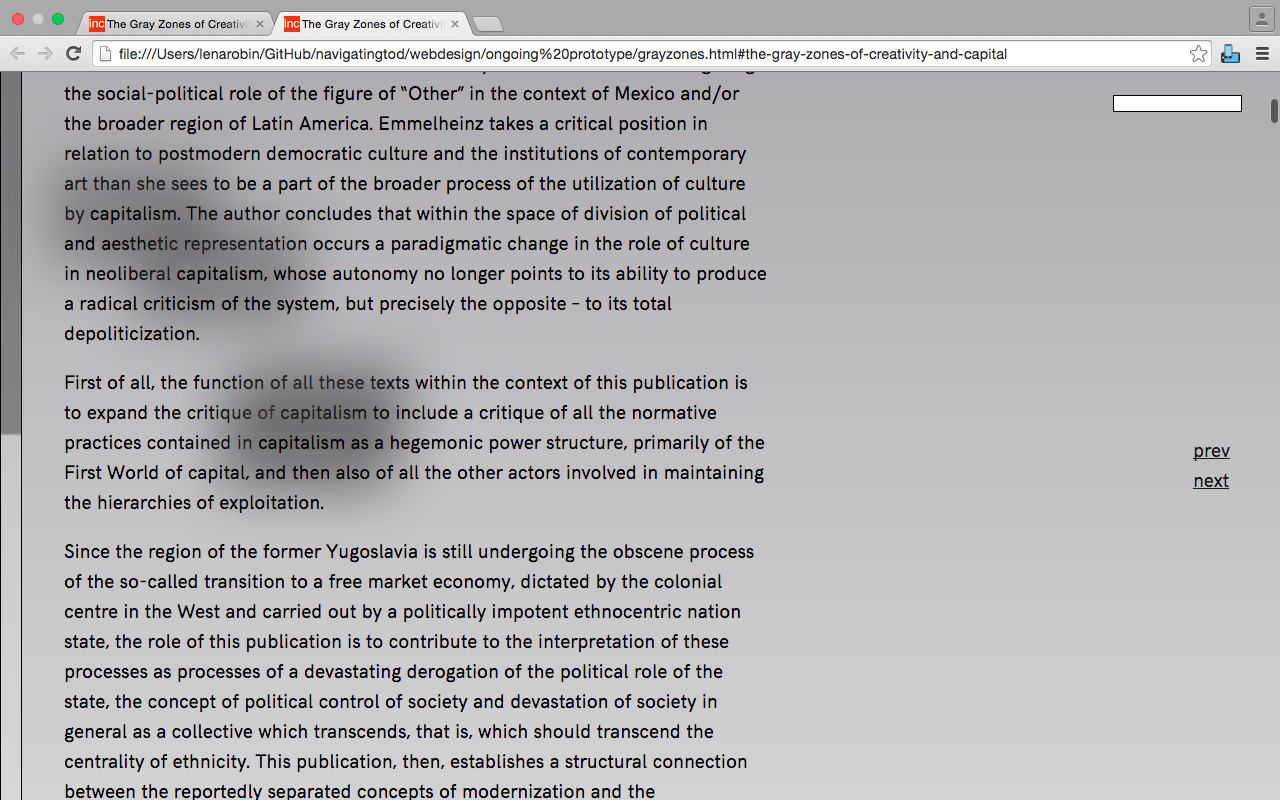 inc The Gray Zones of Creativi
inc The Gray Zones of Creativi
file:///Users/lenarobin/GitHub/navigatingtod/webdesign/ongoing%20prototype/grayzones.html#the-gray-zones-of-creativity-and-capital
the social-political role of the figure of “Other” in the context of Mexico and/or
the broader region of Latin America. Emmelheinz takes a critical position in
relation to postmodern democratic culture and the institutions of contemporary
art than she sees to be a part of the broader process of the utilization of culture
by capitalism. The author concludes that within the space of division of political
and aesthetic representation occurs a paradigmatic change in the role of culture
in neoliberal capitalism, whose autonomy no longer points to its ability to produce
a radical criticism of the system, but precisely the opposite – to its total
depoliticization.
First of all, the function of all these texts within the context of this publication is
to expand the critique of capitalism to include a critique of all the normative
practices contained in capitalism as a hegemonic power structure, primarily of the
First World of capital, and then also of all the other actors involved in maintaining
the hierarchies of exploitation.
prev
next
Since the region of the former Yugoslavia is still undergoing the obscene process
of the so-called transition to a free market economy, dictated by the colonial
centre in the West and carried out by a politically impotent ethnocentric nation
state, the role of this publication is to contribute to the interpretation of these
processes as processes of a devastating derogation of the political role of the
state, the concept of political control of society and devastation of society in
general as a collective which transcends, that is, which should transcend the
centrality of ethnicity. This publication, then, establishes a structural connection
between the reportedly separated concepts of modernization and the